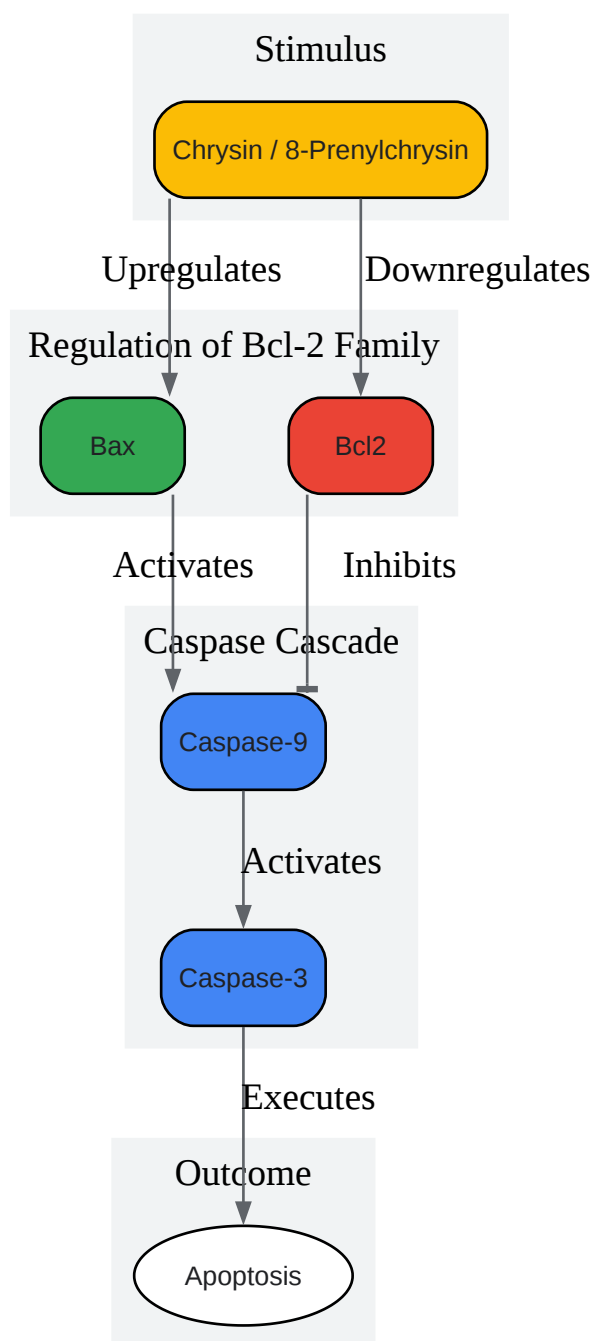 Stimulus
Chrysin / 8-Prenylchrysin
Upregulates
Downregulates
Regulation of Bcl-2 Family
Bax
Bcl2
Activates
Inhibits
Caspase Cascade
Caspase-9
Activates
Caspase-3
Executes
Outcome
Apoptosis